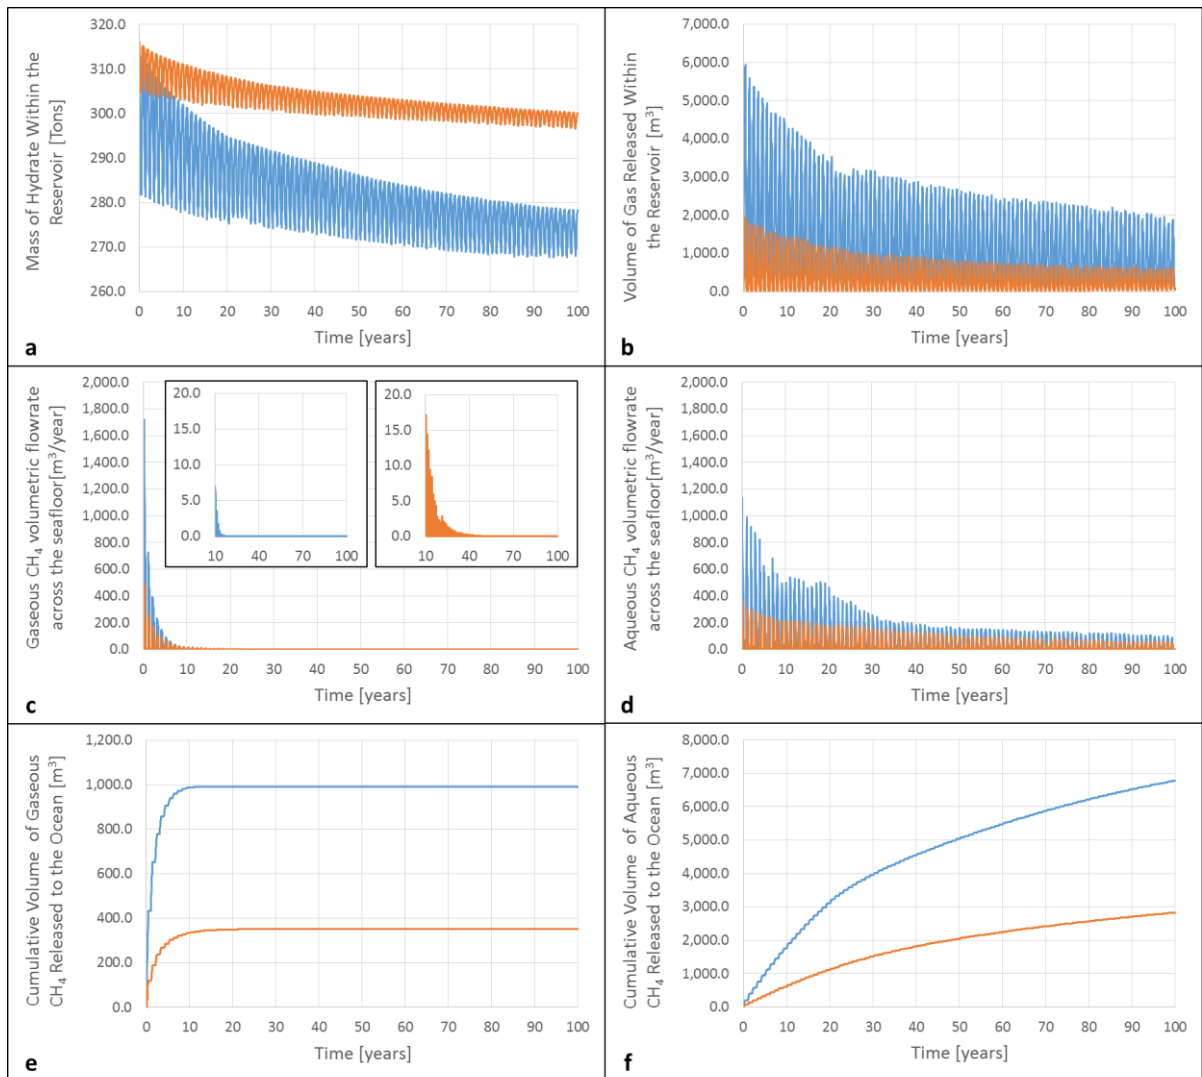 320.0
310.0
300.0
290.0
280.0
270.0
260.0
Mass of Hydrate Within the
Reservoir [Tons]
0 10 20 30 40 50 60 70 80 90 100
Time [years]
a
7,000.0
6,000.0
5,000.0
4,000.0
3,000.0
2,000.0
1,000.0
0.0
Volume of Gas Released Within
the Reservoir [m³]
0 10 20 30 40 50 60 70 80 90 100
Time [years]
b
2,000.0
1,800.0
1,600.0
1,400.0
1,200.0
1,000.0
800.0
600.0
400.0
200.0
0.0
Gaseous CH₄ volumetric flowrate
across the seafloor[m³/year]
20.0
15.0
10.0
5.0
0.0
10 40 70 100
20.0
15.0
10.0
5.0
0.0
10 40 70 100
0 10 20 30 40 50 60 70 80 90 100
Time [years]
c
2,000.0
1,800.0
1,600.0
1,400.0
1,200.0
1,000.0
800.0
600.0
400.0
200.0
0.0
Aqueous CH₄ volumetric flowrate
across the seafloor[m³/year]
0 10 20 30 40 50 60 70 80 90 100
Time [years]
d
1,200.0
1,000.0
800.0
600.0
400.0
200.0
0.0
Cumulative Volume of Gaseous
CH₄ Released to the Ocean [m³]
0 10 20 30 40 50 60 70 80 90 100
Time [years]
e
8,000.0
7,000.0
6,000.0
5,000.0
4,000.0
3,000.0
2,000.0
1,000.0
0.0
Cumulative Volume of Aqueous
CH₄ Released to the Ocean [m³]
0 10 20 30 40 50 60 70 80 90 100
Time [years]
f